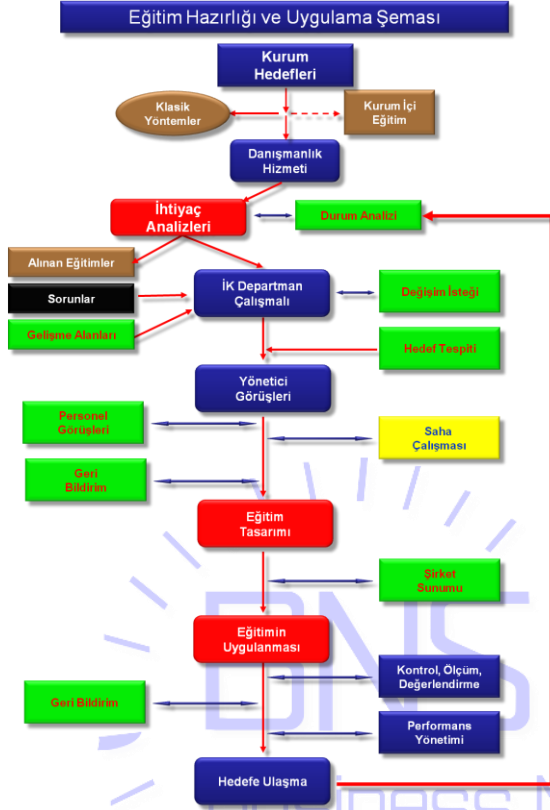 Eğitim Hazırlığı ve Uygulama Şeması
Kurum
Hedefleri
Klasik
Yöntemler
Kurum İçi
Eğitim
Danışmanlık
Hizmeti
İhtiyaç
Analizleri
Durum Analizi
Alınan Eğitimler
Sorunlar
Gelişme Alanları
İK Departman
Çalışmalı
Değişim İsteği
Hedef Tespiti
Yönetici
Görüşleri
Personel
Görüşleri
Saha
Çalışması
Geri
Bildirim
Eğitim
Tasarımı
Şirket
Sunumu
Eğitimin
Uygulanması
Kontrol, Ölçüm,
Değerlendirme
Geri Bildirim
Performans
Yönetimi
Hedefe Ulaşma
BNS
Business